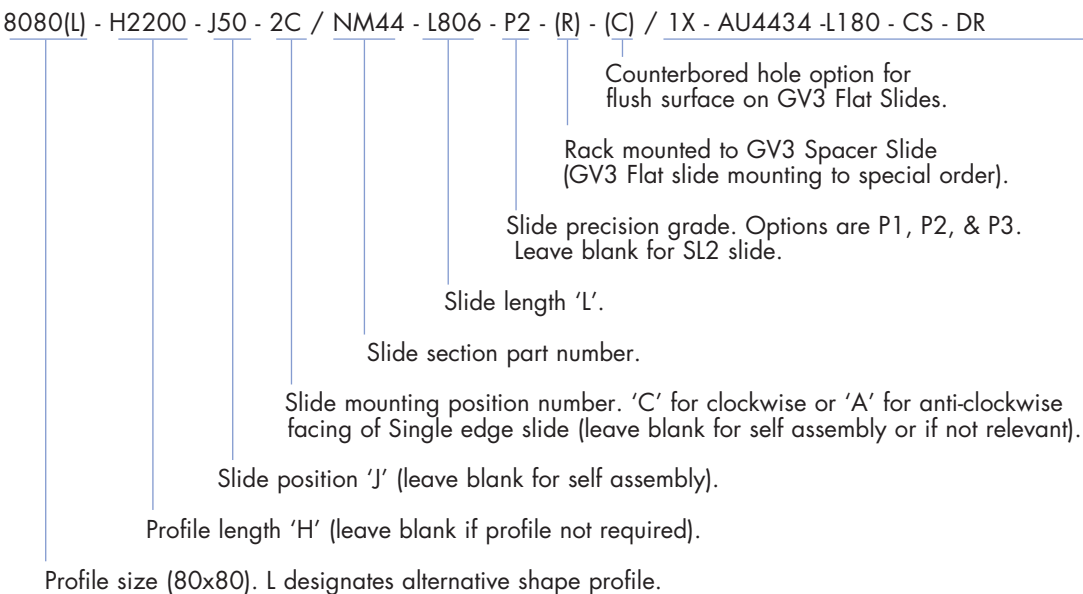 8080(L) - H2200 - J50 - 2C / NM44 - L806 - P2 - (R) - (C) / 1X - AU4434 -L180 - CS - DR
Counterbored hole option for
flush surface on GV3 Flat Slides.
Rack mounted to GV3 Spacer Slide
(GV3 Flat slide mounting to special order).
Slide precision grade. Options are P1, P2, & P3.
Leave blank for SL2 slide.
Slide length ‘L’.
Slide section part number.
Slide mounting position number. ‘C’ for clockwise or ‘A’ for anti-clockwise
facing of Single edge slide (leave blank for self assembly or if not relevant).
Slide position ‘J’ (leave blank for self assembly).
Profile length ‘H’ (leave blank if profile not required).
Profile size (80x80). L designates alternative shape profile.